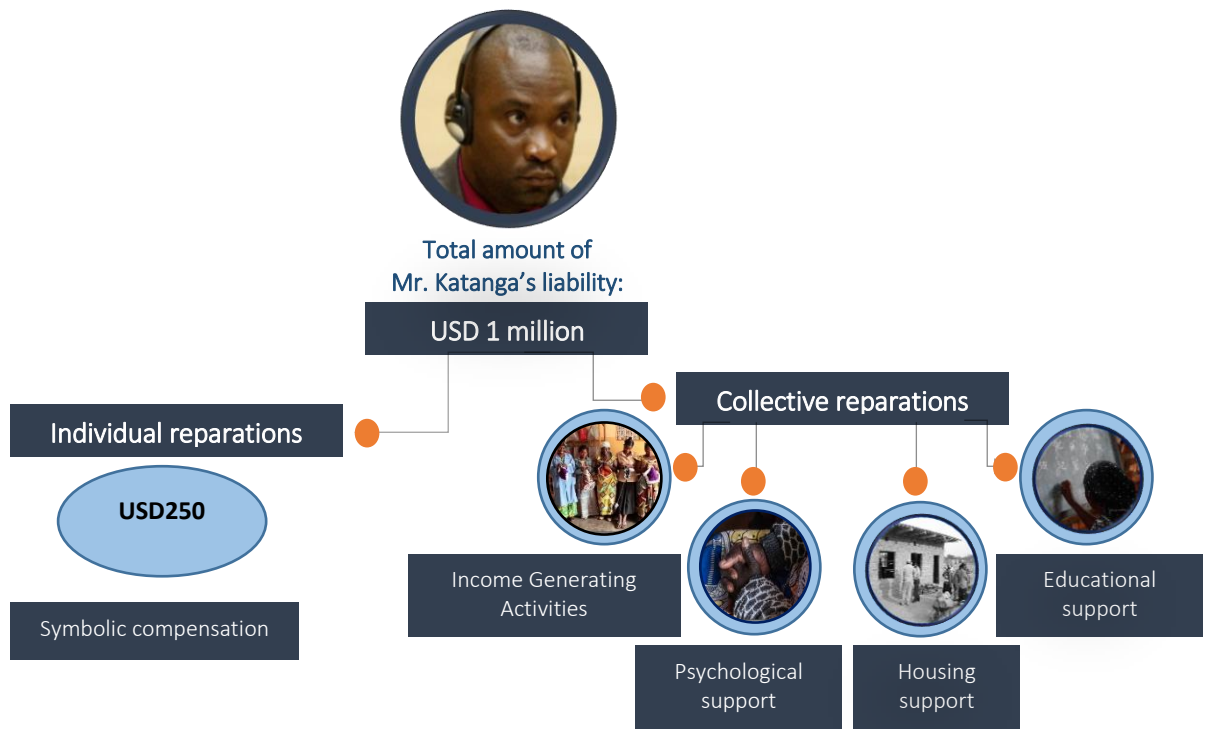 Total amount of
Mr. Katanga’s liability:
USD 1 million
Individual reparations
USD250
Symbolic compensation
Collective reparations
Income Generating
Activities
Psychological
support
Housing
support
Educational
support